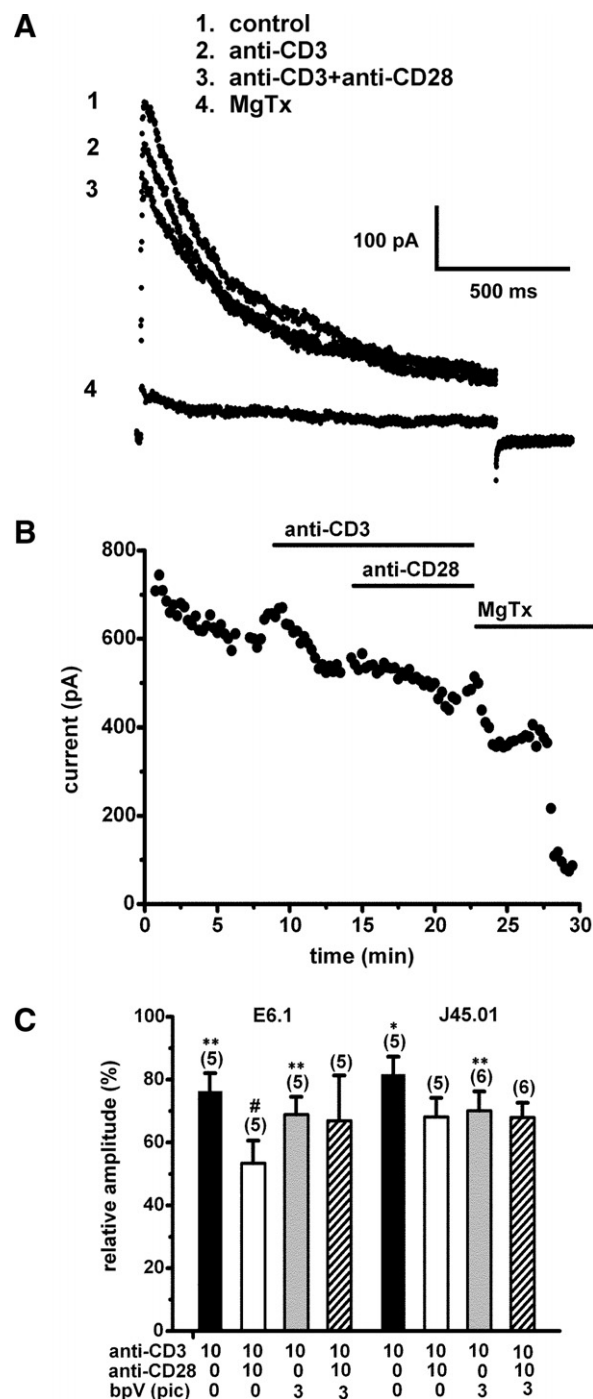 A
1. control
2. anti-CD3
3. anti-CD3+anti-CD28
4. MgTx
1
2
3
4
100 pA
500 ms
B
anti-CD3
anti-CD28
MgTx
800
600
400
200
0
current (pA)
0 5 10 15 20 25 30
time (min)
C
E6.1 J45.01
100
80
60
40
20
0
relative amplitude (%)
** # ** * **
(5) (5) (5) (5) (5) (5) (6) (6)
anti-CD3 10 10 10 10 10 10 10 10
anti-CD28 0 10 0 10 0 10 0 10
bpV (pic) 0 0 3 3 0 0 3 3